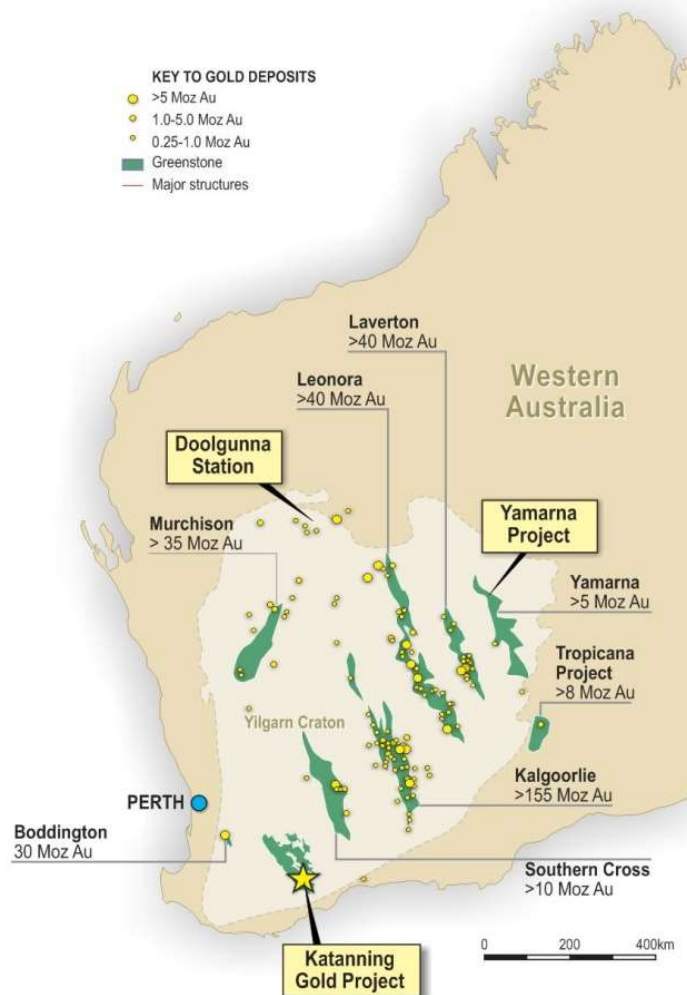 KEY TO GOLD DEPOSITS
>5 Moz Au
1.0-5.0 Moz Au
0.25-1.0 Moz Au
Greenstone
Major structures
Laverton
>40 Moz Au
Leonora
>40 Moz Au
Western
Australia
Doolgunna
Station
Murchison
> 35 Moz Au
Yamarna
Project
Yamarna
>5 Moz Au
Tropicana
Project
>8 Moz Au
Yilgarn Craton
Kalgoorlie
>155 Moz Au
PERTH
Boddington
30 Moz Au
Southern Cross
>10 Moz Au
Katanning
Gold Project
0 200 400km